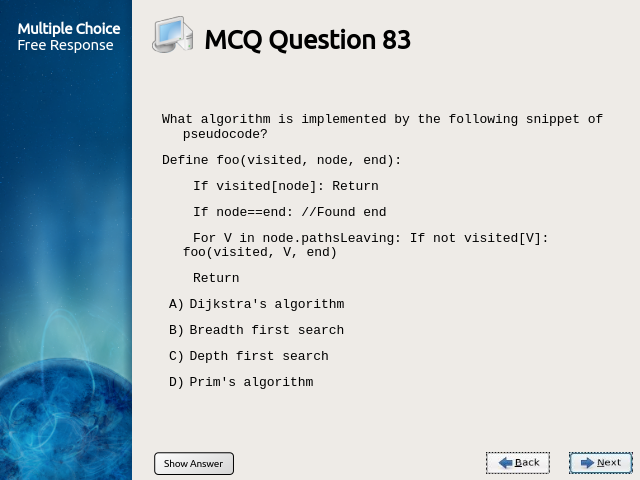 Multiple Choice
Free Response
MCQ Question 83
What algorithm is implemented by the following snippet of
pseudocode?
Define foo(visited, node, end):
If visited[node]: Return
If node==end: //Found end
For V in node.pathsLeaving: If not visited[V]:
foo(visited, V, end)
Return
A) Dijkstra's algorithm
B) Breadth first search
C) Depth first search
D) Prim's algorithm
Show Answer
Back
Next